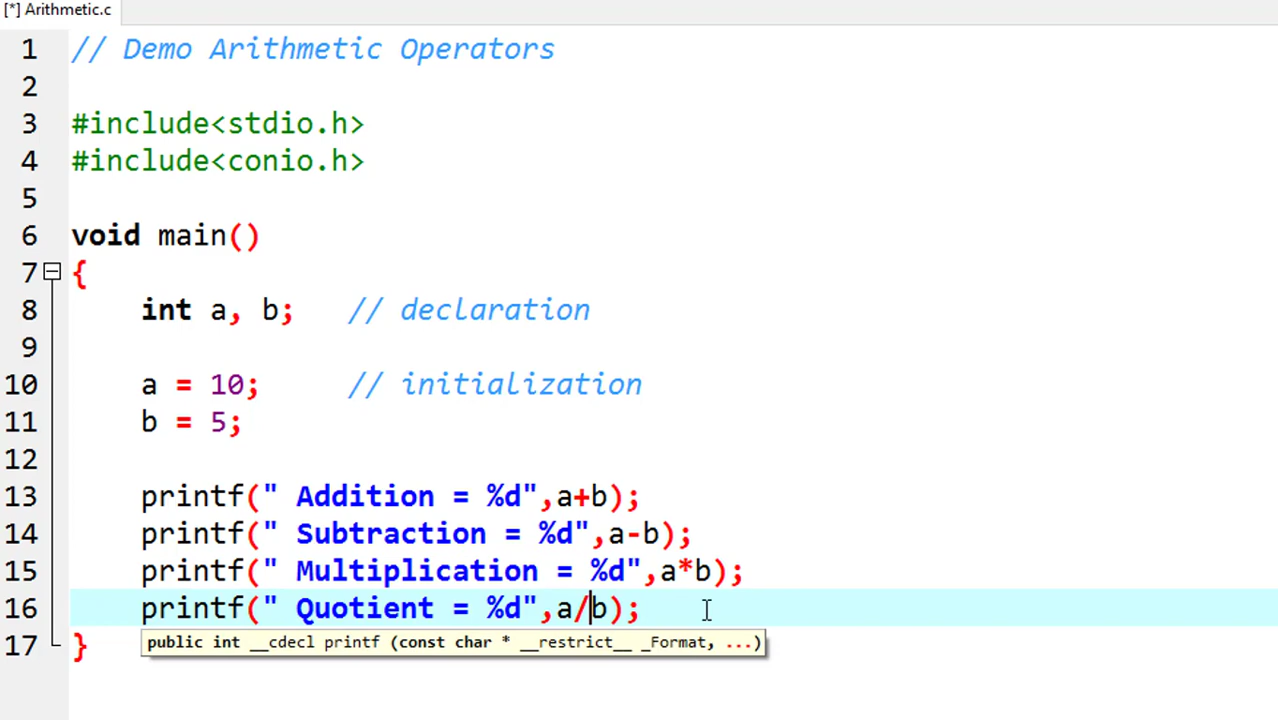 [*] Arithmetic.c
1 // Demo Arithmetic Operators
2
3 #include<stdio.h>
4 #include<conio.h>
5
6 void main()
7 {
8 int a, b; // declaration
9
10 a = 10; // initialization
11 b = 5;
12
13 printf(" Addition = %d",a+b);
14 printf(" Subtraction = %d",a-b);
15 printf(" Multiplication = %d",a*b);
16 printf(" Quotient = %d",a/b);
17 }
public int __cdecl printf (const char * __restrict__ _Format, ...)